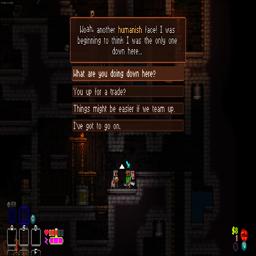 Woah, another humanish face! I was
beginning to think I was the only one
down here..
What are you doing down here?
You up for a trade?
Things might be easier if we team up.
I've got to go on.